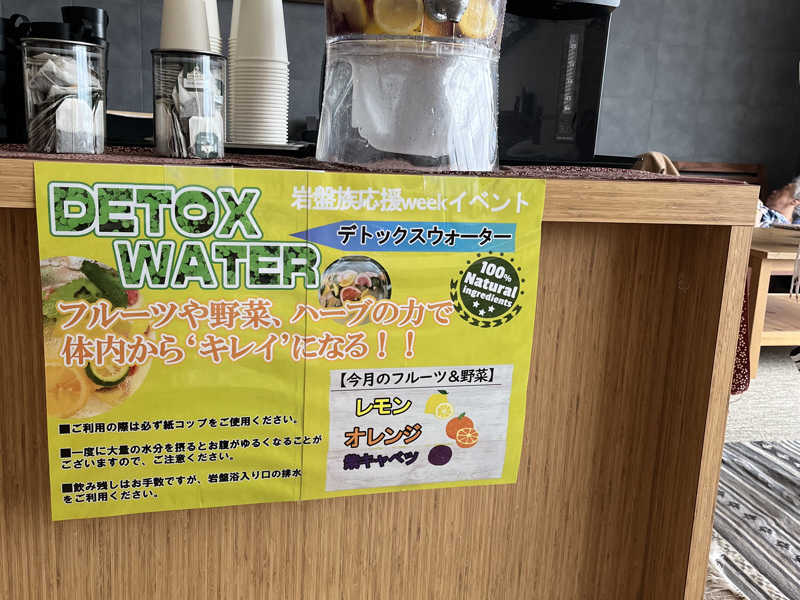 DETOX
WATER
岩盤族応援weekイベント
デトックスウォーター
100%
Natural
ingredients
フルーツや野菜、ハーブの力で
体内から‘キレイ’になる！！
【今月のフルーツ＆野菜】
レモン
オレンジ
紫キャベツ
■ご利用の際は必ず紙コップをご使用ください。
■一度に大量の水分を摂るとお腹がゆるくなることが
ございますので、ご注意ください。
■飲み残しはお手数ですが、岩盤浴入り口の排水
をご利用ください。